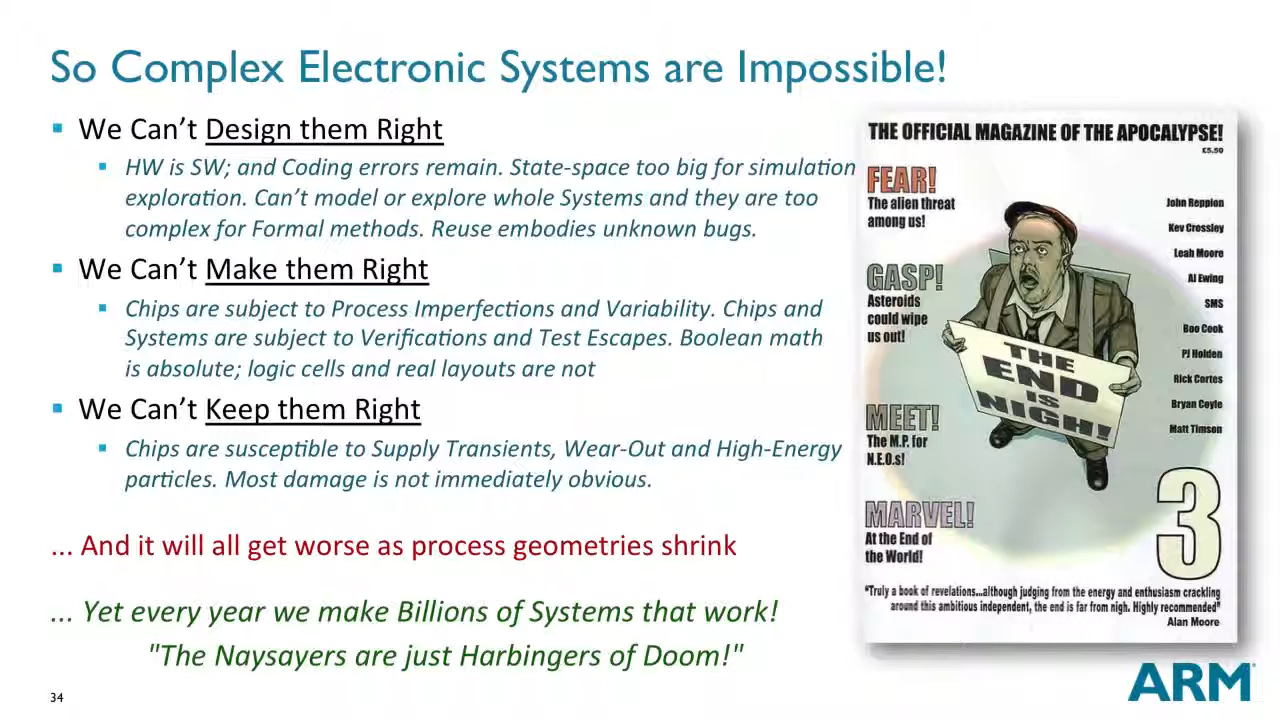 So Complex Electronic Systems are Impossible!
We Can't Design them Right
HW is SW; and Coding errors remain. State-space too big for simulation
exploration. Can't model or explore whole Systems and they are too
complex for Formal methods. Reuse embodies unknown bugs.
We Can't Make them Right
Chips are subject to Process Imperfections and Variability. Chips and
Systems are subject to Verifications and Test Escapes. Boolean math
is absolute; logic cells and real layouts are not
We Can't Keep them Right
Chips are susceptible to Supply Transients, Wear-Out and High-Energy
particles. Most damage is not immediately obvious.
... And it will all get worse as process geometries shrink
... Yet every year we make Billions of Systems that work!
"The Naysayers are just Harbingers of Doom!"
34
THE OFFICIAL MAGAZINE OF THE APOCALYPSE!
£5.50
FEAR!
The alien threat
among us!
GASP!
Asteroids
could wipe
us out!
MEET!
The M.P. for
N.E.O.s!
MARVEL!
At the End of
the World!
John Reppion
Kev Crossley
Leah Moore
Al Ewing
SMS
Boo Cook
PJ Holden
Rick Cortes
Bryan Coyle
Matt Timson
THE
END
IS
NIGH!
3
"Truly a book of revelations...although judging from the energy and enthusiasm crackling
around this ambitious independent, the end is far from nigh. Highly recommended"
Alan Moore
ARM